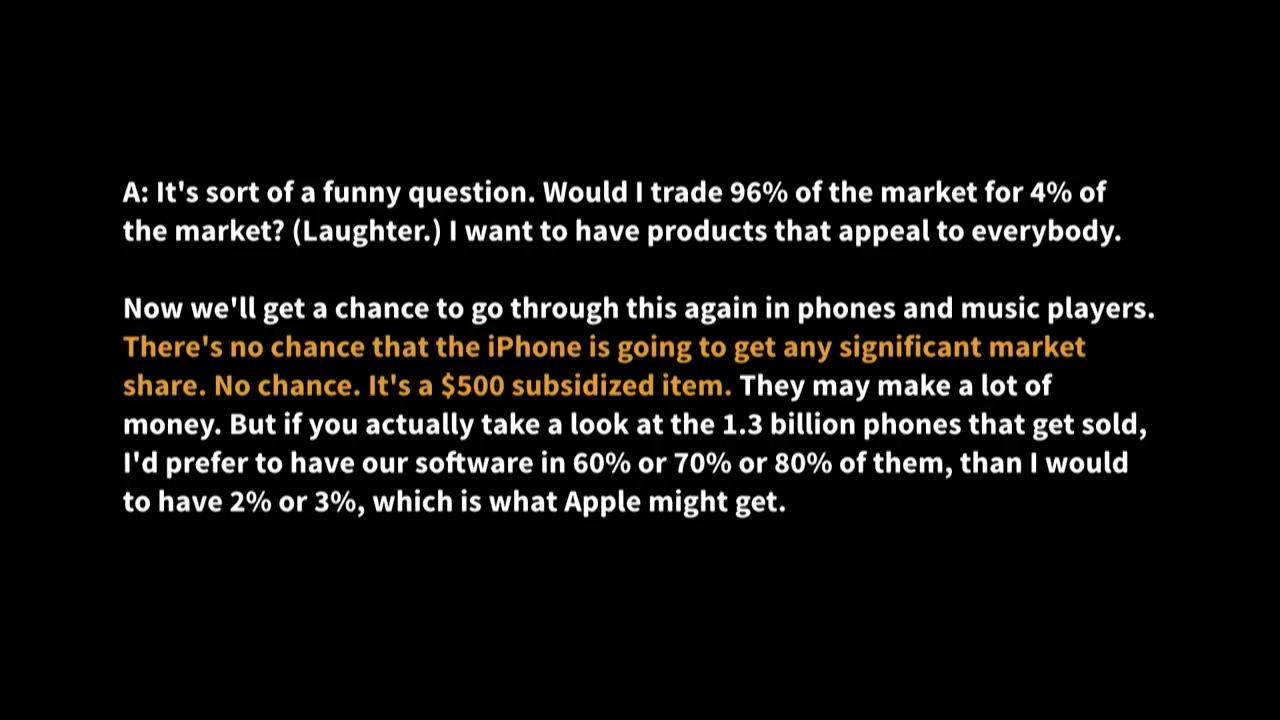 A: It's sort of a funny question. Would I trade 96% of the market for 4% of
the market? (Laughter.) I want to have products that appeal to everybody.
Now we'll get a chance to go through this again in phones and music players.
There's no chance that the iPhone is going to get any significant market
share. No chance. It's a $500 subsidized item. They may make a lot of
money. But if you actually take a look at the 1.3 billion phones that get sold,
I'd prefer to have our software in 60% or 70% or 80% of them, than I would
to have 2% or 3%, which is what Apple might get.